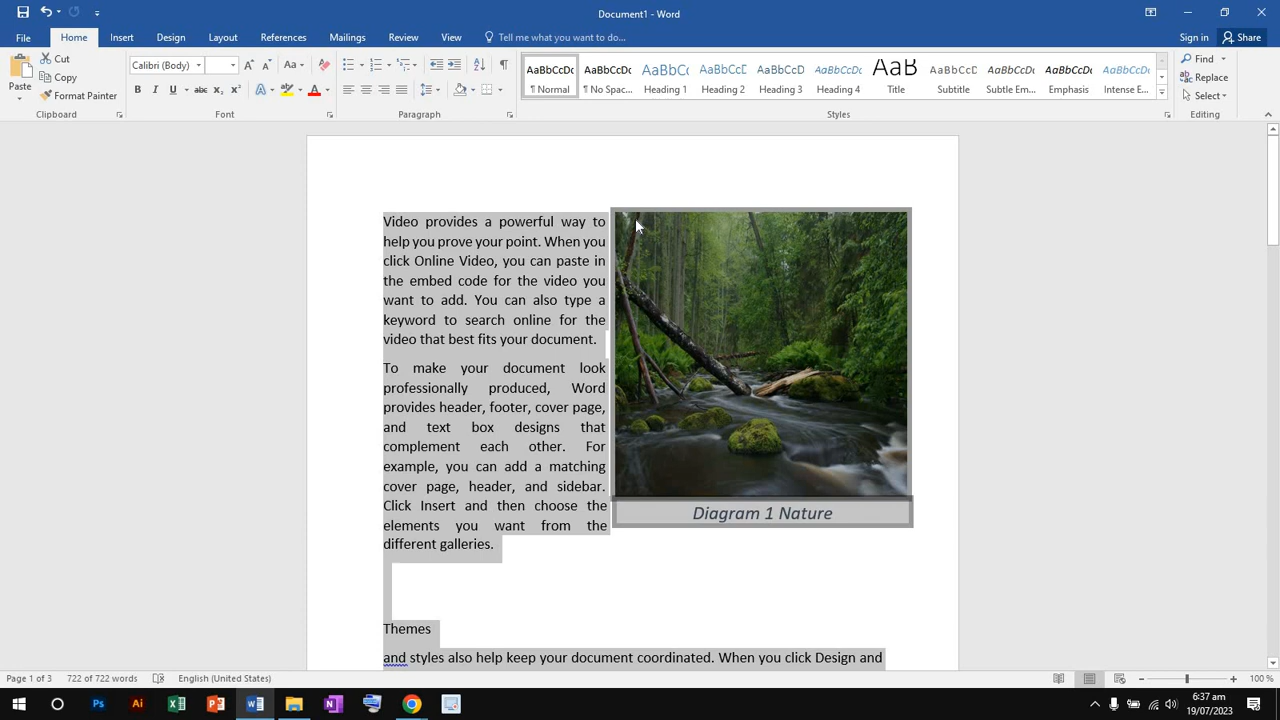 Document1 - Word
File Home Insert Design Layout References Mailings Review View Tell me what you want to do... Sign in Share
Paste
Cut
Copy
Format Painter
Clipboard
Calibri (Body)
Font
Paragraph
AaBbCcDc AaBbCcDc AaBbCc AaBbCcD AaBbCcD AaBbCcD AaB AaBbCcD AaBbCcDc AaBbCcDc AaBbCcDc
¶ Normal ¶ No Spac... Heading 1 Heading 2 Heading 3 Heading 4 Title Subtitle Subtle Em... Emphasis Intense E...
Styles
Find
Replace
Select
Editing
Video provides a powerful way to
help you prove your point. When you
click Online Video, you can paste in
the embed code for the video you
want to add. You can also type a
keyword to search online for the
video that best fits your document.
To make your document look
professionally produced, Word
provides header, footer, cover page,
and text box designs that
complement each other. For
example, you can add a matching
cover page, header, and sidebar.
Click Insert and then choose the
elements you want from the
different galleries.
Diagram 1 Nature
Themes
and styles also help keep your document coordinated. When you click Design and
Page 1 of 3 722 of 722 words English (United States) 100 %
6:37 am
19/07/2023